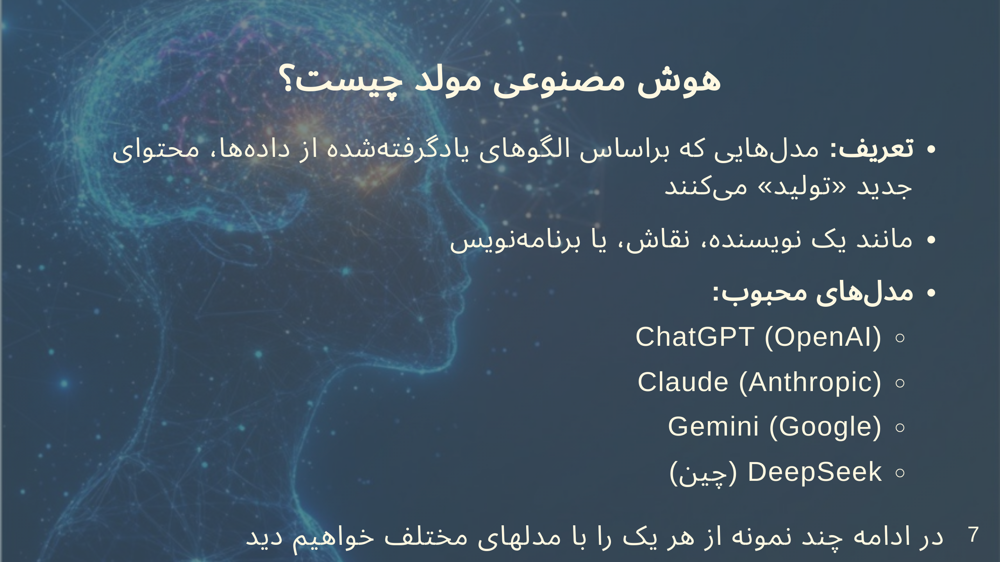 هوش مصنوعی مولد چیست؟
• تعریف: مدل‌هایی که براساس الگوهای یادگرفته‌شده از داده‌ها، محتوای
جدید «تولید» می‌کنند
• مانند یک نویسنده، نقاش، یا برنامه‌نویس
• مدل‌های محبوب:
◦ ChatGPT (OpenAI)
◦ Claude (Anthropic)
◦ Gemini (Google)
◦ DeepSeek (چین)
در ادامه چند نمونه از هر یک را با مدلهای مختلف خواهیم دید
7